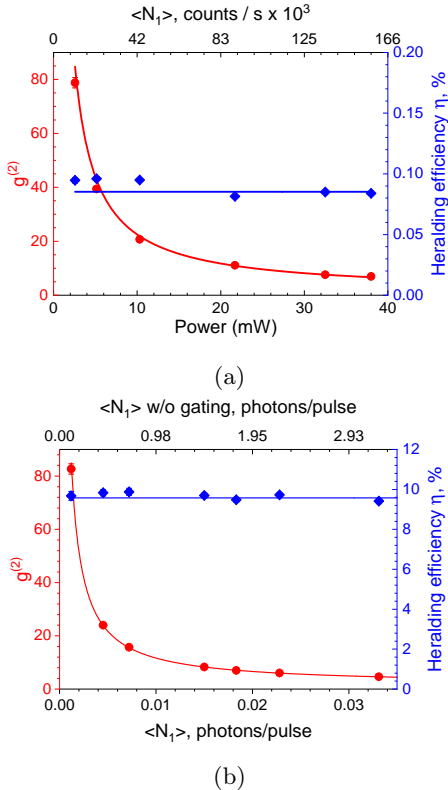 <N₁>, counts / s x 10³
0 42 83 124 166
80
60
40
20
0
g⁽²⁾
0.20
0.15
0.10
0.05
0.00
Heralding efficiency η, %
0 10 20 30 40
Power (mW)
(a)
<N₁> w/o gating, photons/pulse
0.00 0.98 1.95 2.93
80
60
40
20
0
g⁽²⁾
12
10
8
6
4
2
0
Heralding efficiency η, %
0.00 0.01 0.02 0.03
<N₁>, photons/pulse
(b)